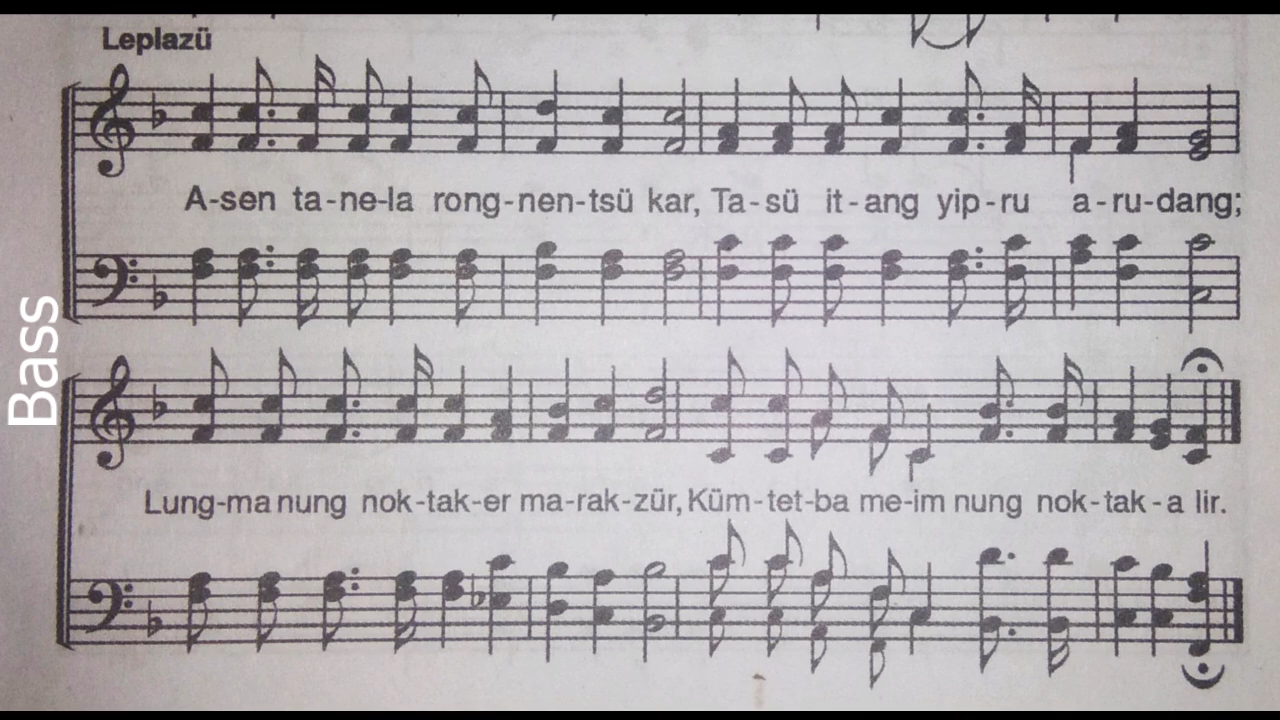 Leplazü
A-sen ta-ne-la rong-nen-tsü kar, Ta-sü it-ang yip-ru a-ru-dang;
Bass
Lung-ma nung nok-tak-er ma-rak-zür, Küm-tet-ba me-im nung nok-tak-a lir.